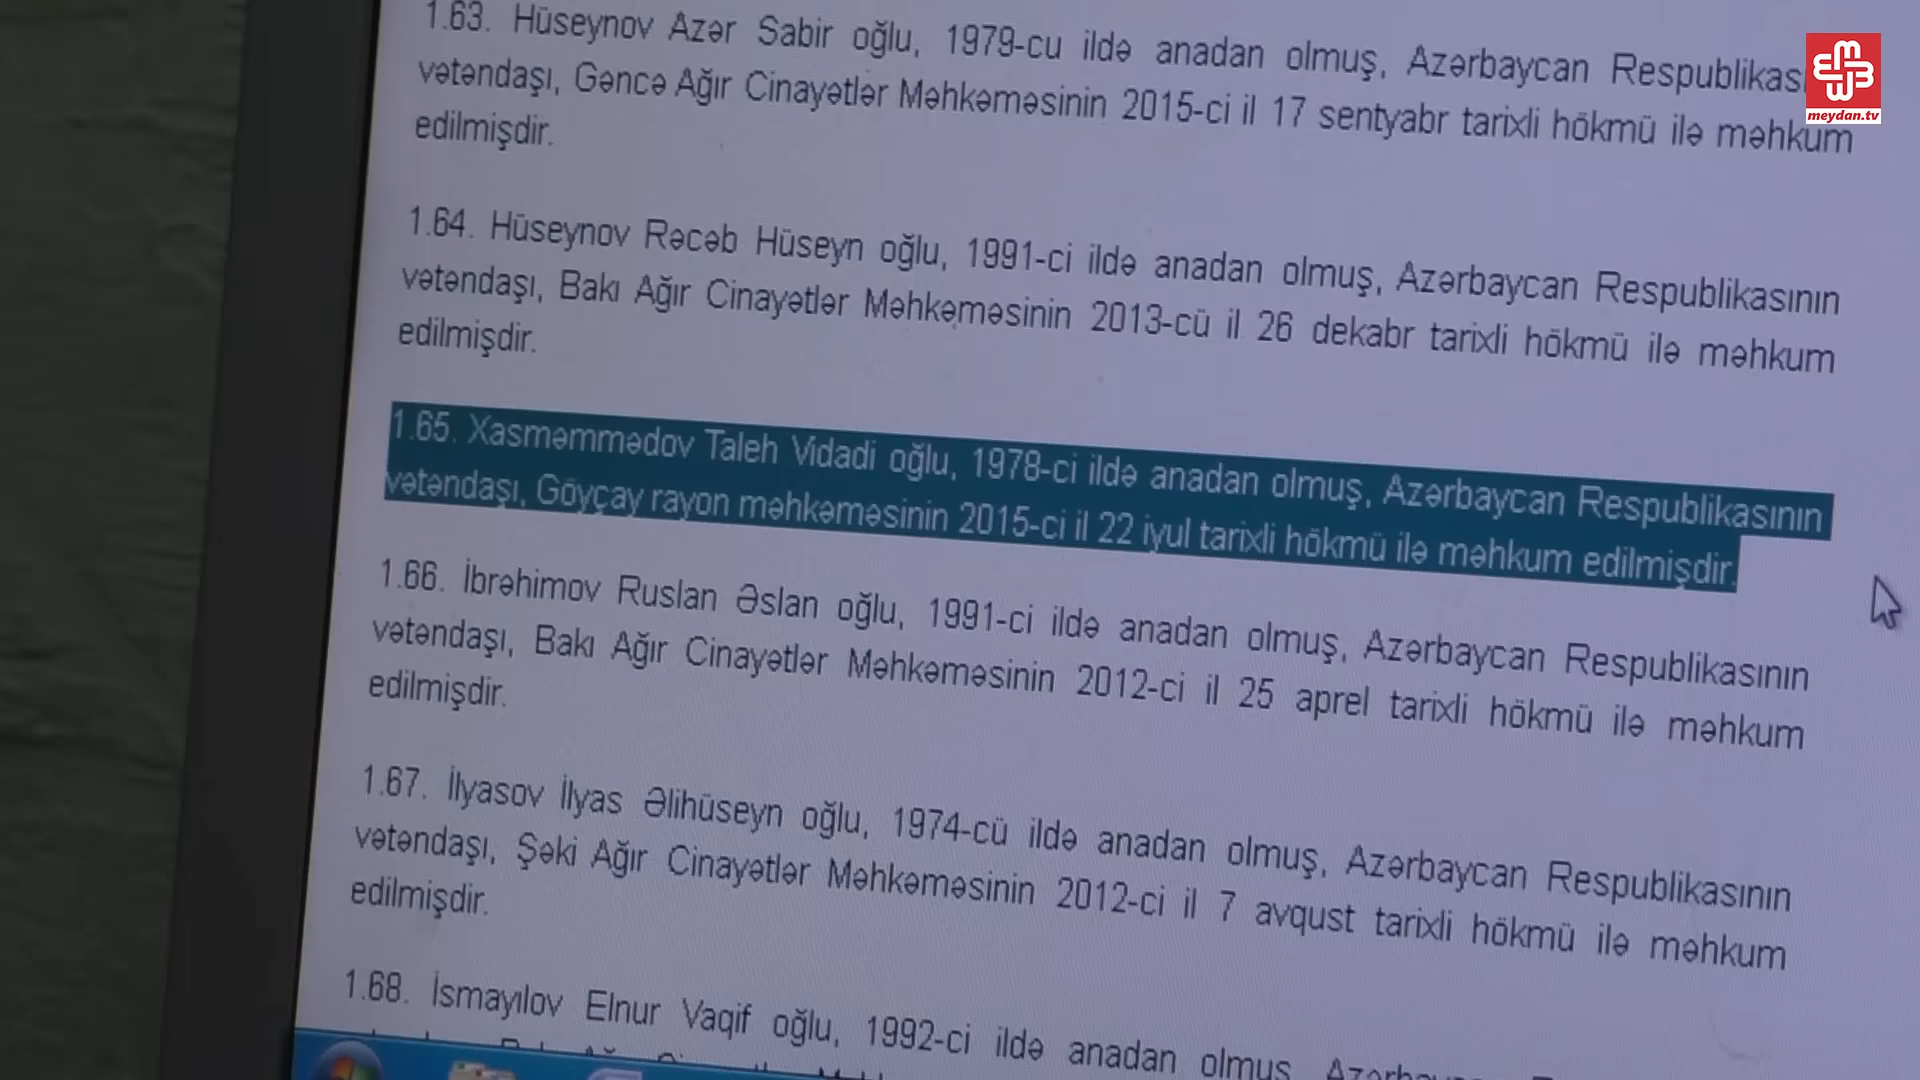 1.63. Hüseynov Azər Sabir oğlu, 1979-cu ildə anadan olmuş, Azərbaycan Respublikas
vətəndaşı, Gəncə Ağır Cinayətlər Məhkəməsinin 2015-ci il 17 sentyabr tarixli hökmü ilə məhkum
edilmişdir.
1.64. Hüseynov Rəcəb Hüseyn oğlu, 1991-ci ildə anadan olmuş, Azərbaycan Respublikasının
vətəndaşı, Bakı Ağır Cinayətlər Məhkəməsinin 2013-cü il 26 dekabr tarixli hökmü ilə məhkum
edilmişdir.
1.65. Xasməmmədov Taleh Vidadi oğlu, 1978-ci ildə anadan olmuş, Azərbaycan Respublikasının
vətəndaşı, Göyçay rayon məhkəməsinin 2015-ci il 22 iyul tarixli hökmü ilə məhkum edilmişdir.
1.66. İbrəhimov Ruslan Əslan oğlu, 1991-ci ildə anadan olmuş, Azərbaycan Respublikasının
vətəndaşı, Bakı Ağır Cinayətlər Məhkəməsinin 2012-ci il 25 aprel tarixli hökmü ilə məhkum
edilmişdir.
1.67. İlyasov İlyas Əlihüseyn oğlu, 1974-cü ildə anadan olmuş, Azərbaycan Respublikasının
vətəndaşı, Şəki Ağır Cinayətlər Məhkəməsinin 2012-ci il 7 avqust tarixli hökmü ilə məhkum
edilmişdir.
1.68. İsmayılov Elnur Vaqif oğlu, 1992-ci ildə anadan olmuş,
meydan.tv